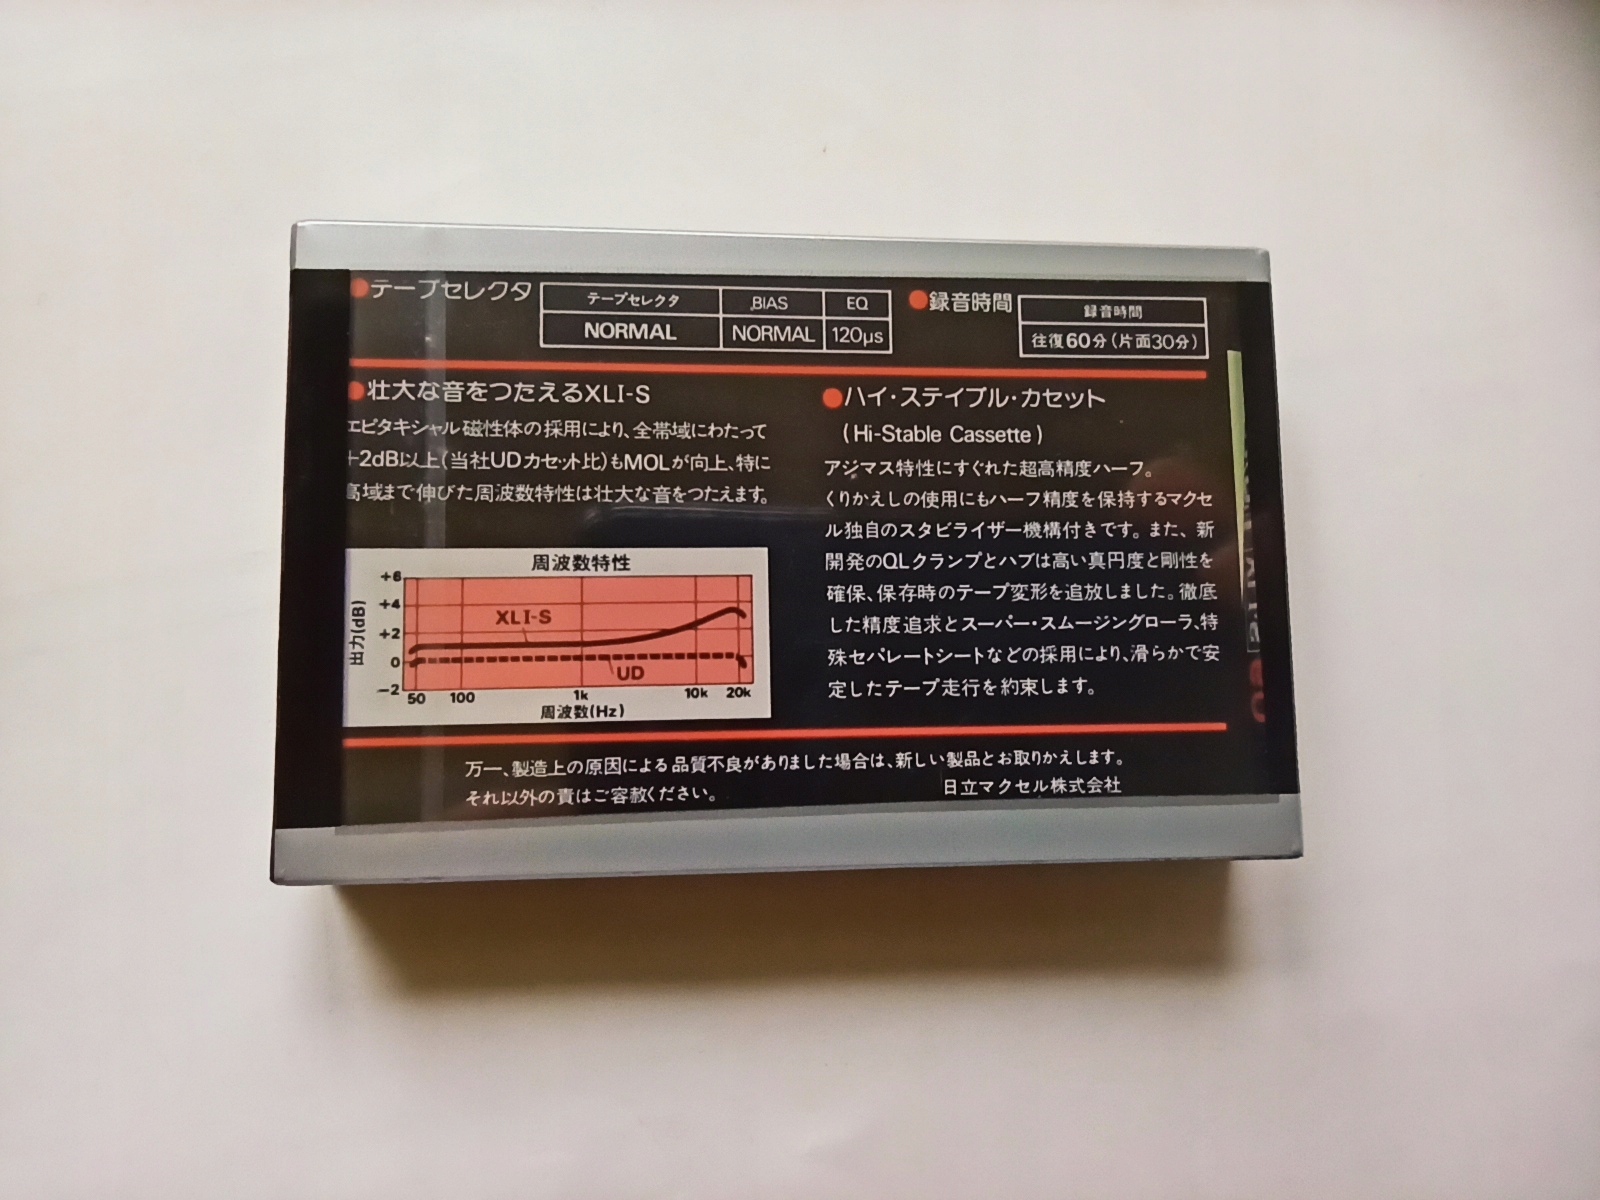 ●テープセレクタ
テープセレクタ BIAS EQ
NORMAL NORMAL 120μs
●録音時間
録音時間
往復60分(片面30分)
●壮大な音をつたえるXLI-S
エピタキシャル磁性体の採用により、全帯域にわたって
+2dB以上(当社UDカセット比)もMOLが向上、特に
高域まで伸びた周波数特性は壮大な音をつたえます。
周波数特性
出力(dB)
+6
+4
+2
0
-2
XLI-S
UD
50 100 1k 10k 20k
周波数(Hz)
●ハイ・ステイブル・カセット
(Hi-Stable Cassette)
アジマス特性にすぐれた超高精度ハーフ。
くりかえしの使用にもハーフ精度を保持するマクセ
ル独自のスタビライザー機構付きです。また、新
開発のQLクランプとハブは高い真円度と剛性を
確保、保存時のテープ変形を追放しました。徹底
した精度追求とスーパー・スムージングローラ、特
殊セパレートシートなどの採用により、滑らかで安
定したテープ走行を約束します。
万一、製造上の原因による品質不良がありました場合は、新しい製品とお取りかえします。
それ以外の責はご容赦ください。
日立マクセル株式会社